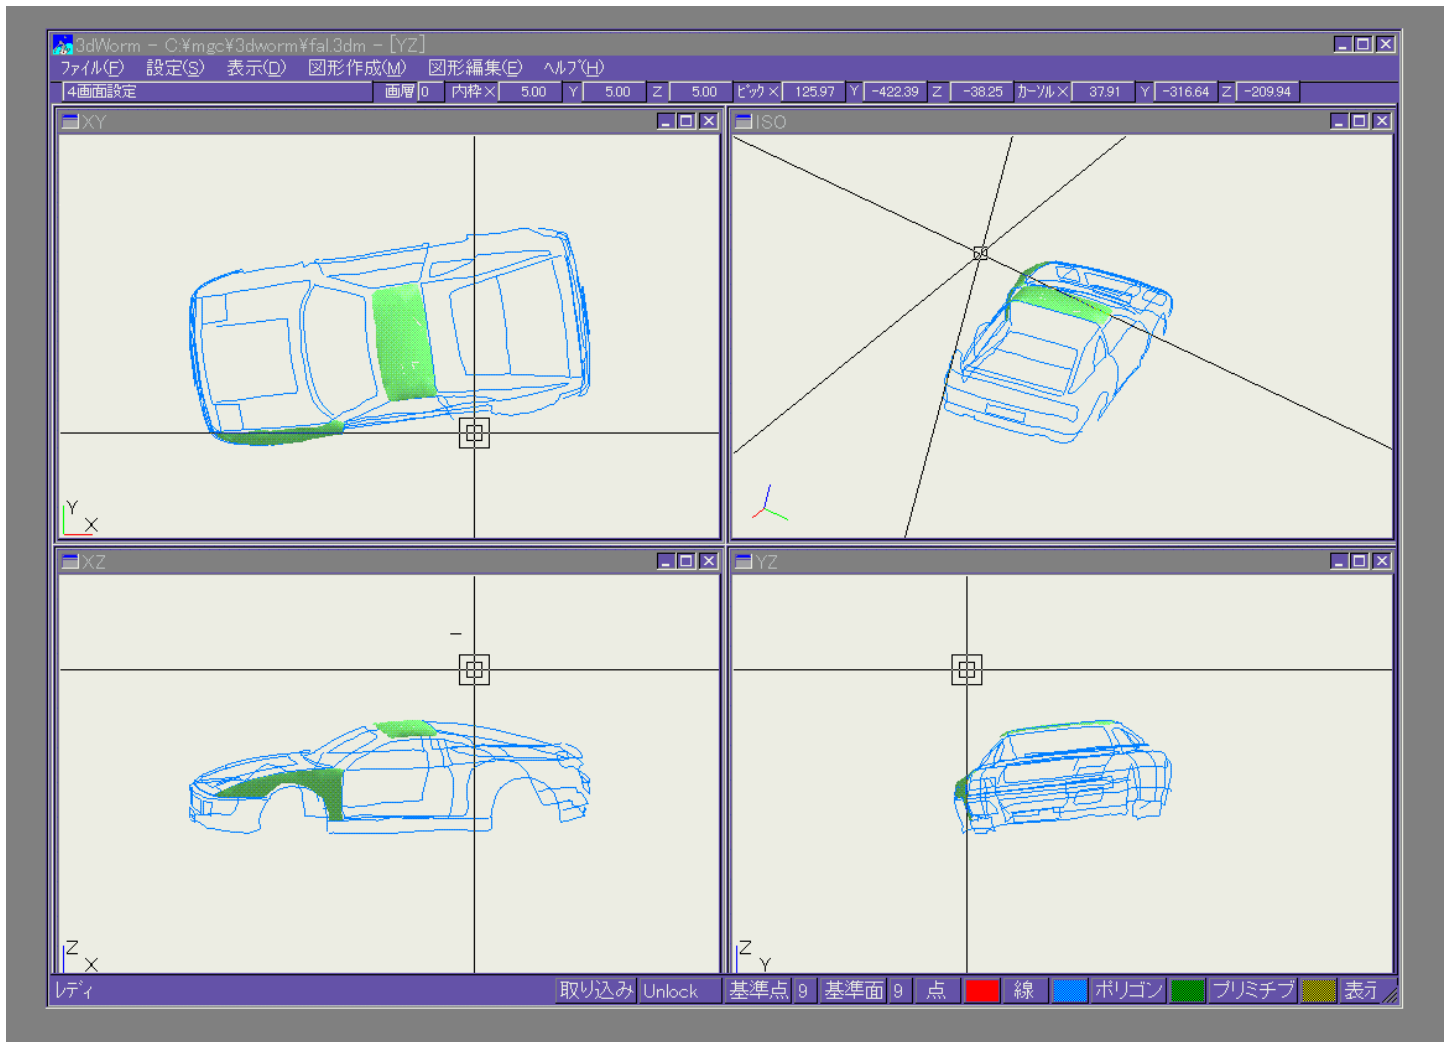 3dWorm - C:¥mgc¥3dworm¥fal.3dm - [YZ]
ファイル(F) 設定(S) 表示(D) 図形作成(M) 図形編集(E) ヘルプ(H)
4画面設定 画層 0 内枠 X 5.00 Y 5.00 Z 5.00 ピック X 125.97 Y -422.39 Z -38.25 カーソル X 37.91 Y -316.64 Z -209.94
XY
ISO
Y
X
XZ
YZ
Z
X
Z
Y
レディ 取り込み Unlock 基準点 9 基準面 9 点 線 ポリゴン プリミチブ 表示